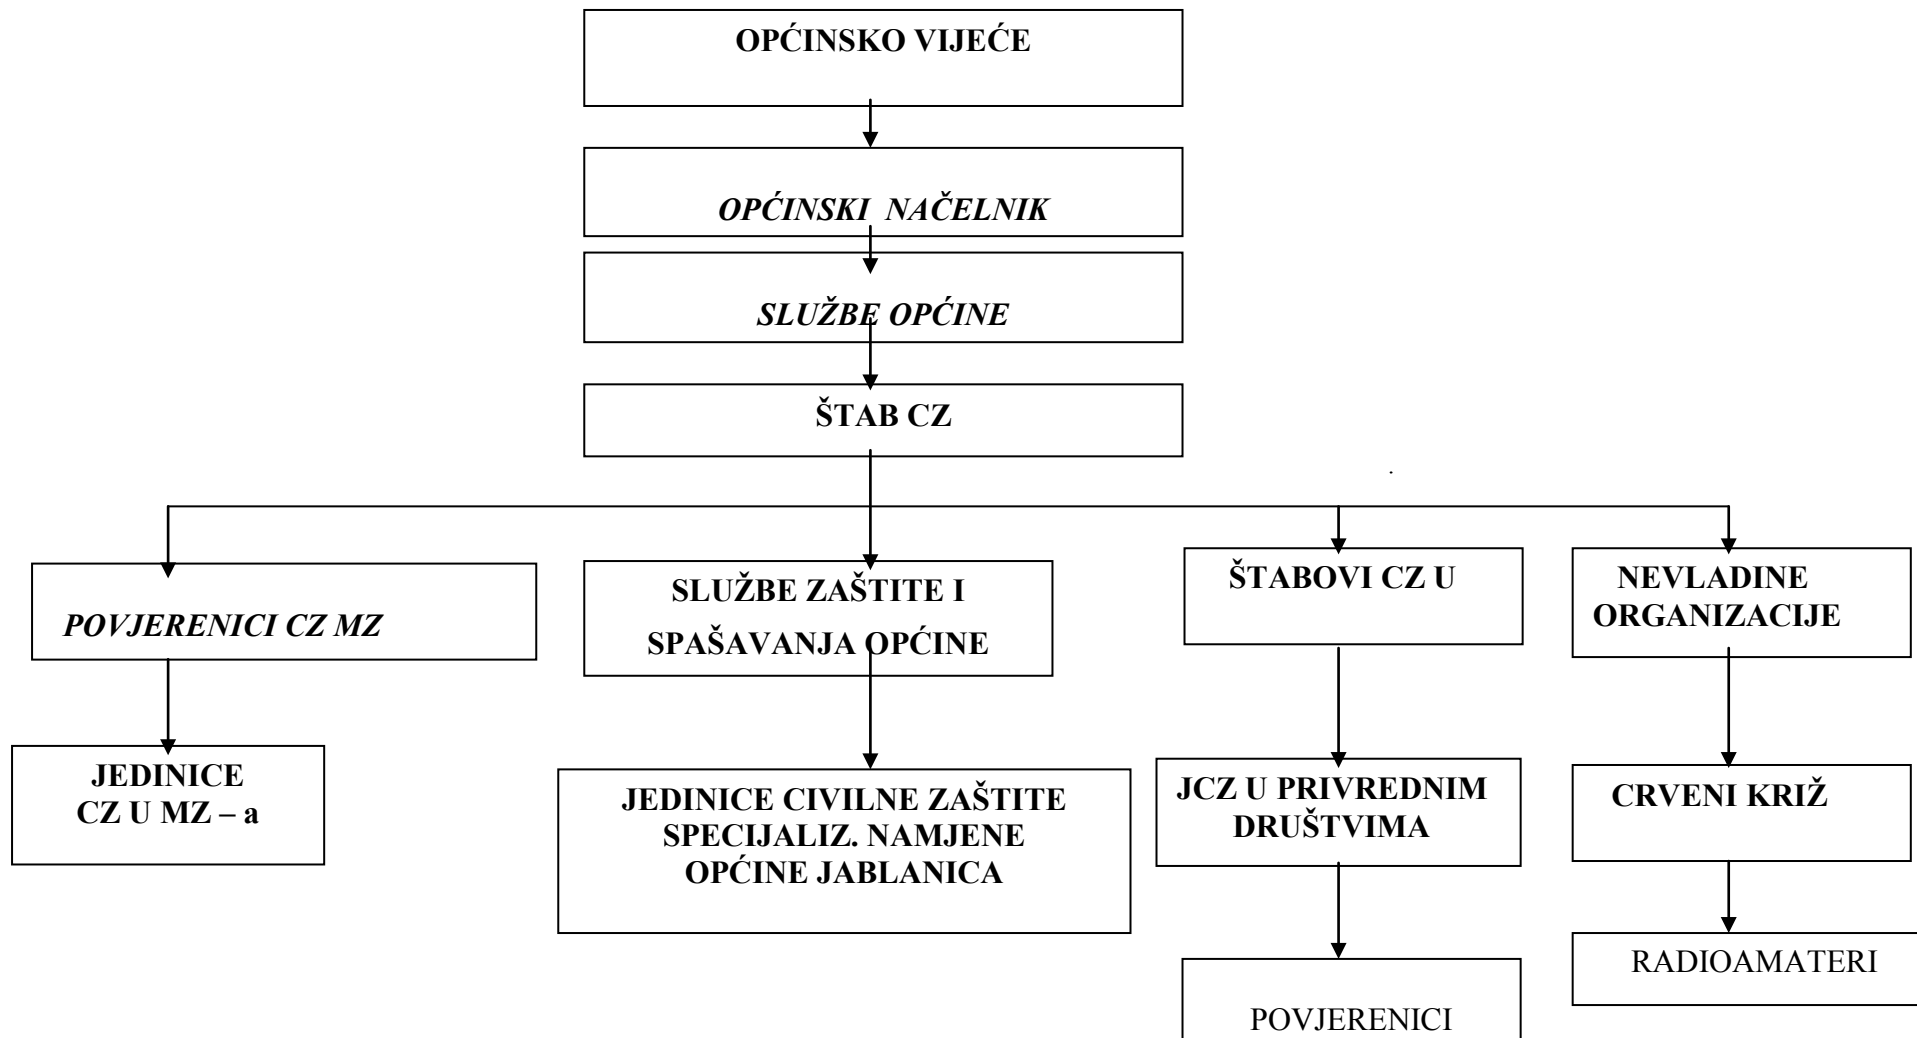 OPĆINSKO VIJEĆE
OPĆINSKI NAČELNIK
SLUŽBE OPĆINE
ŠTAB CZ
.
POVJERENICI CZ MZ
SLUŽBE ZAŠTITE I
SPAŠAVANJA OPĆINE
ŠTABOVI CZ U
NEVLADINE
ORGANIZACIJE
JEDINICE
CZ U MZ – a
JEDINICE CIVILNE ZAŠTITE
SPECIJALIZ. NAMJENE
OPĆINE JABLANICA
JCZ U PRIVREDNIM
DRUŠTVIMA
CRVENI KRIŽ
POVJERENICI
RADIOAMATERI